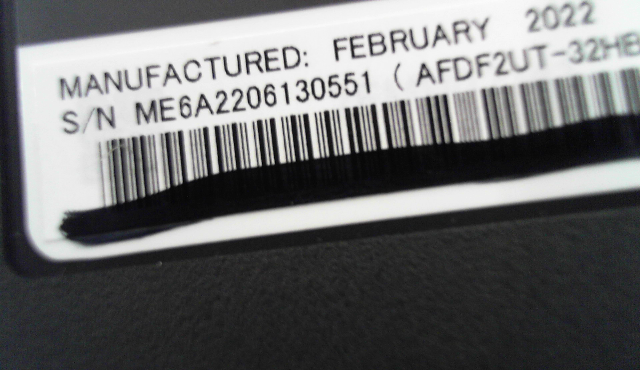 MANUFACTURED: FEBRUARY 2022
S/N ME6A2206130551 ( AFDF2UT-32HB